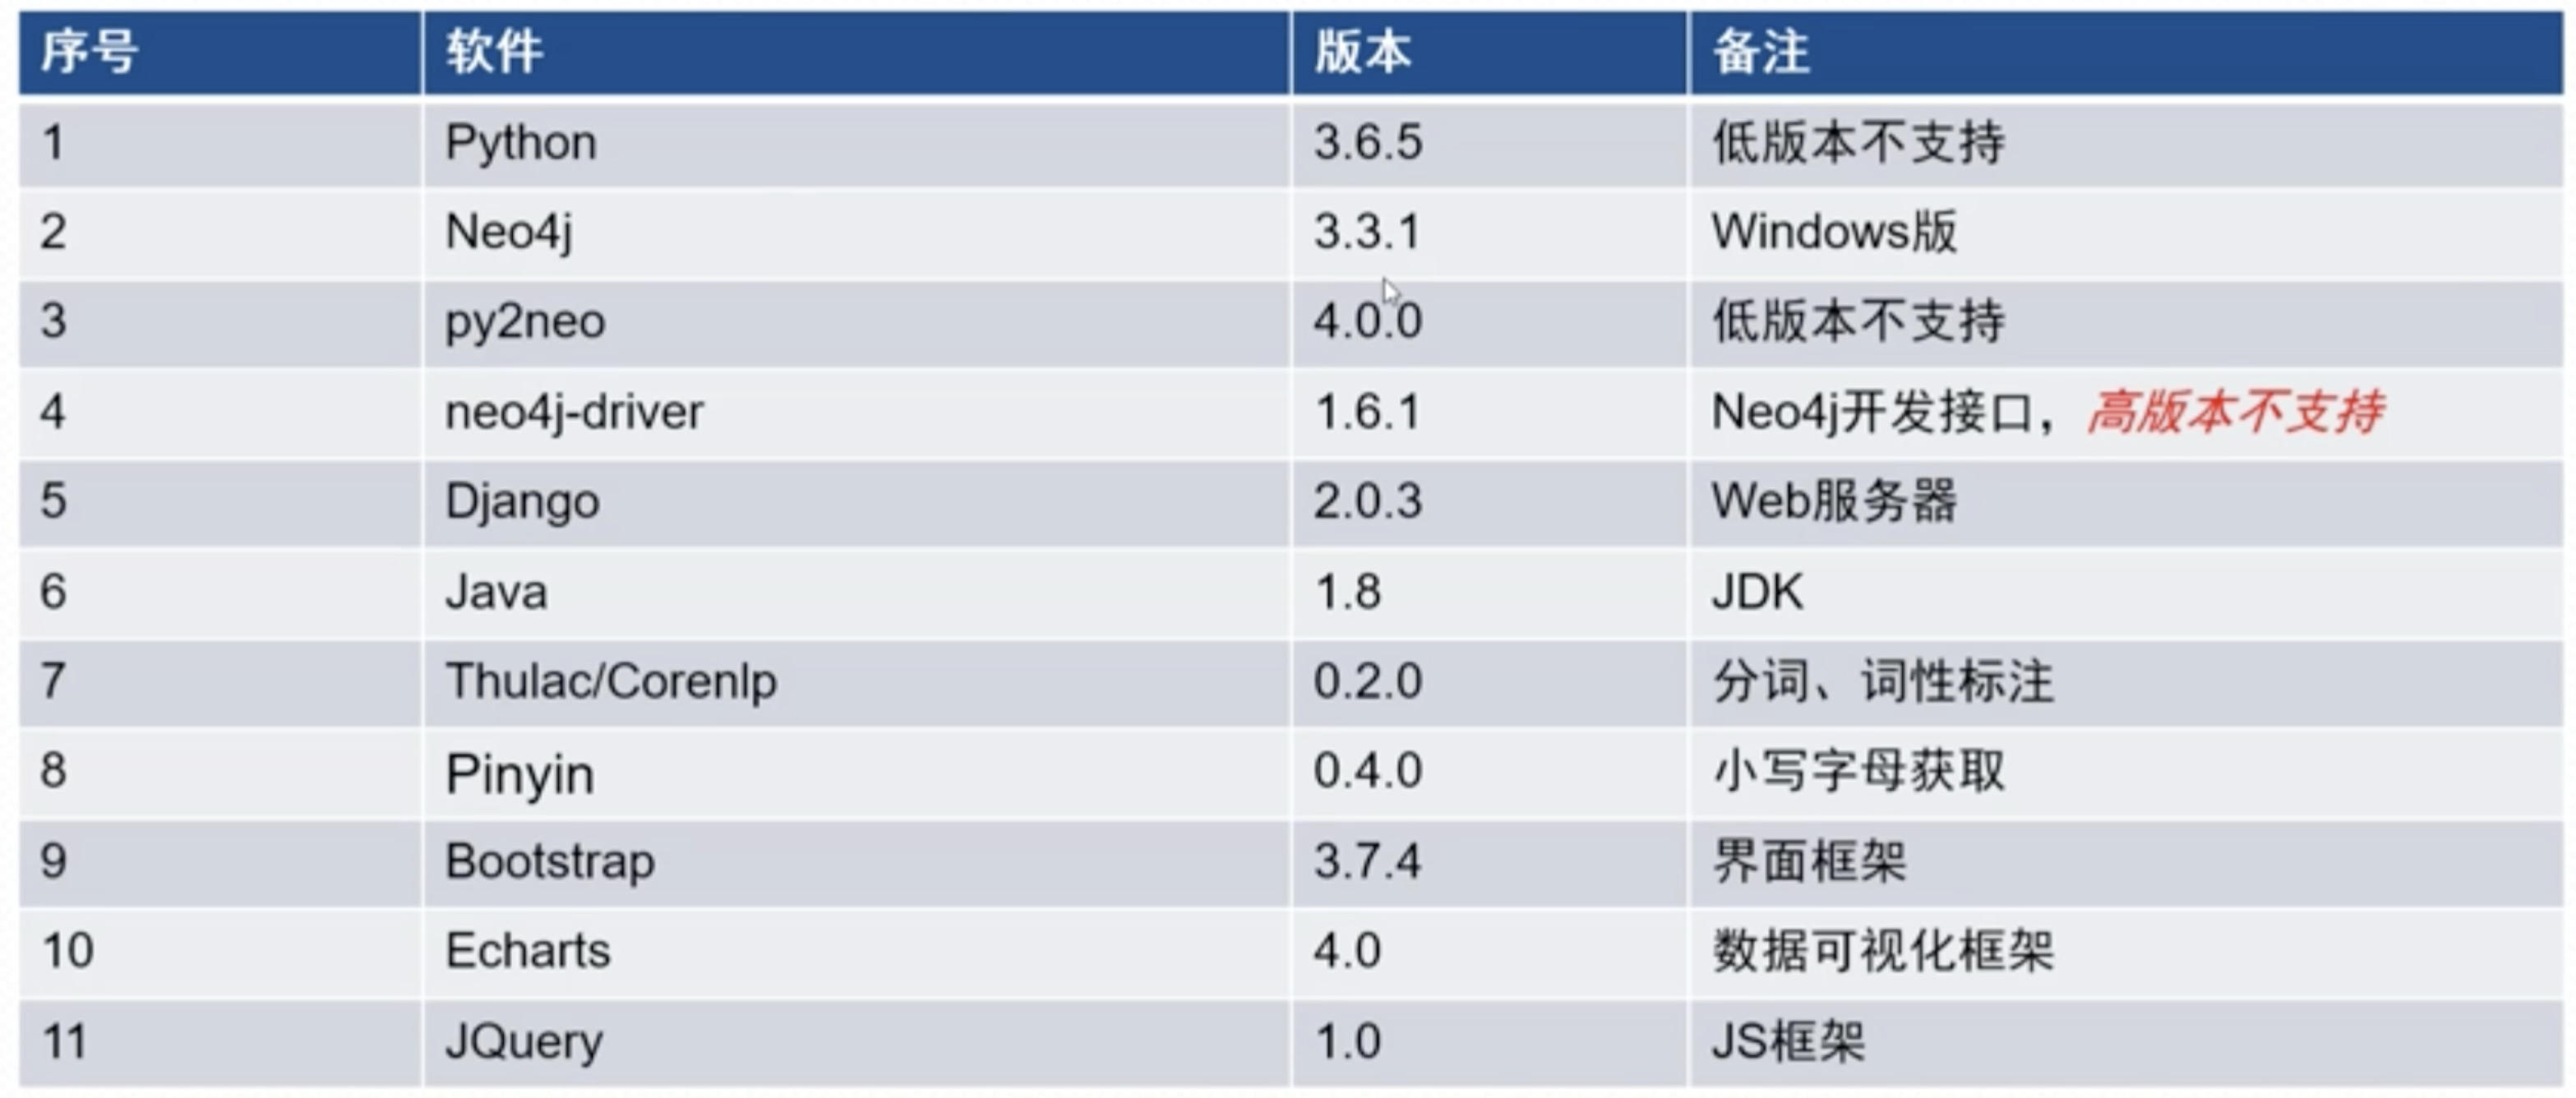 序号 软件 版本 备注
1 Python 3.6.5 低版本不支持
2 Neo4j 3.3.1 Windows版
3 py2neo 4.0.0 低版本不支持
4 neo4j-driver 1.6.1 Neo4j开发接口，高版本不支持
5 Django 2.0.3 Web服务器
6 Java 1.8 JDK
7 Thulac/Corenlp 0.2.0 分词、词性标注
8 Pinyin 0.4.0 小写字母获取
9 Bootstrap 3.7.4 界面框架
10 Echarts 4.0 数据可视化框架
11 JQuery 1.0 JS框架